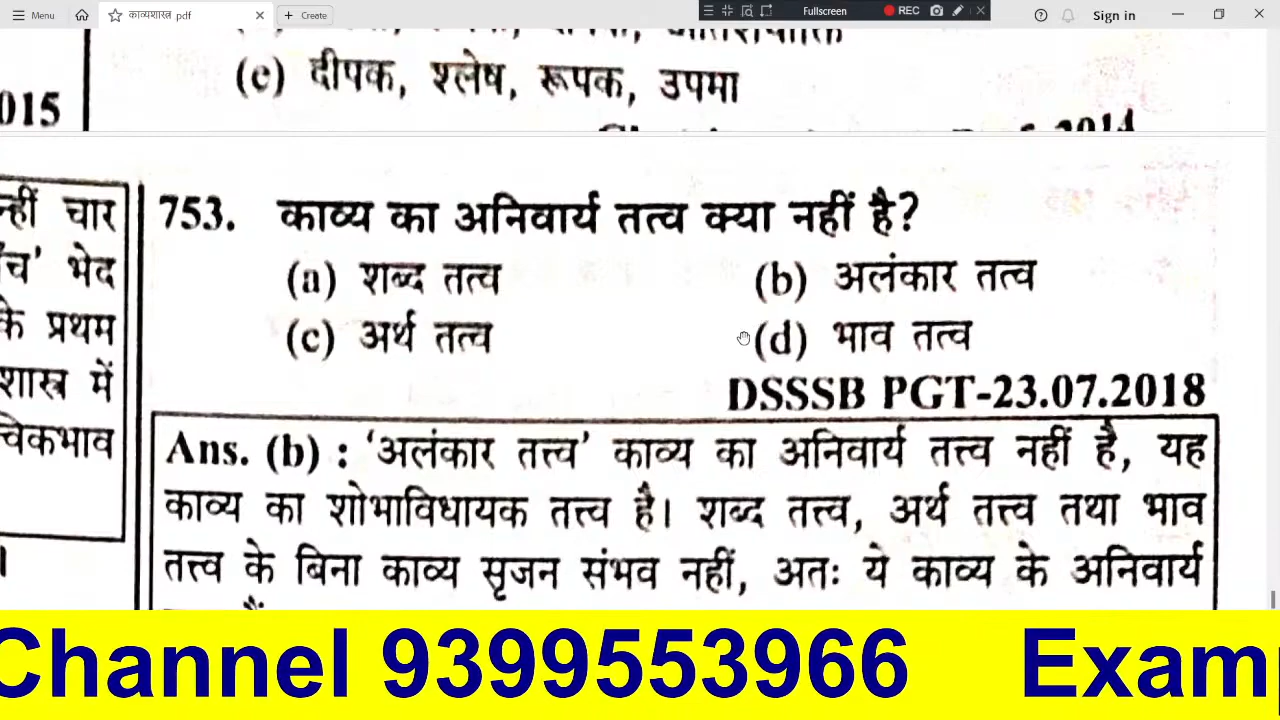 Menu
काव्यशास्त्र pdf
Create
Fullscreen
REC
Sign in
(e) दीपक, श्लेष, रूपक, उपमा
015
न्हीं चार
भेद
के प्रथम
शास्त्र में
753. काव्य का अनिवार्य तत्व क्या नहीं है?
(a) शब्द तत्व (b) अलंकार तत्व
(c) अर्थ तत्व (d) भाव तत्व
DSSSB PGT-23.07.2018
Ans. (b) : 'अलंकार तत्त्व' काव्य का अनिवार्य तत्त्व नहीं है, यह
काव्य का शोभाविधायक तत्त्व है। शब्द तत्त्व, अर्थ तत्त्व तथा भाव
तत्त्व के बिना काव्य सृजन संभव नहीं, अतः ये काव्य के अनिवार्य
Channel 9399553966 Exam